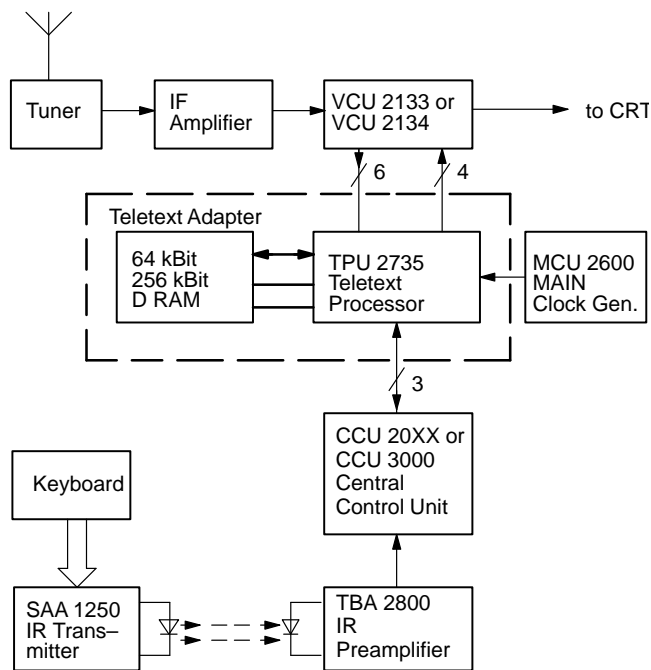 Tuner
IF
Amplifier
VCU 2133 or
VCU 2134
to CRT
6
4
Teletext Adapter
64 kBit
256 kBit
D RAM
TPU 2735
Teletext
Processor
MCU 2600
MAIN
Clock Gen.
3
CCU 20XX or
CCU 3000
Central
Control Unit
Keyboard
SAA 1250
IR Trans–
mitter
TBA 2800
IR
Preamplifier